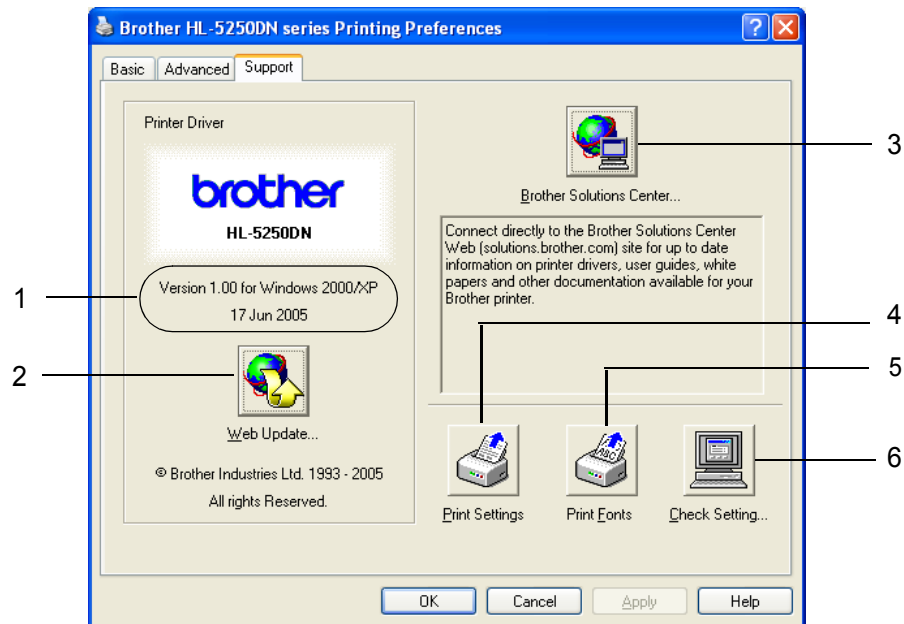 Brother HL-5250DN series Printing Preferences
Basic
Advanced
Support
Printer Driver
brother
HL-5250DN
1
Version 1.00 for Windows 2000/XP
17 Jun 2005
2
Web Update...
© Brother Industries Ltd. 1993 - 2005
All rights Reserved.
3
Brother Solutions Center...
Connect directly to the Brother Solutions Center
Web (solutions.brother.com) site for up to date
information on printer drivers, user guides, white
papers and other documentation available for your
Brother printer.
4
5
6
Print Settings
Print Fonts
Check Setting...
OK
Cancel
Apply
Help